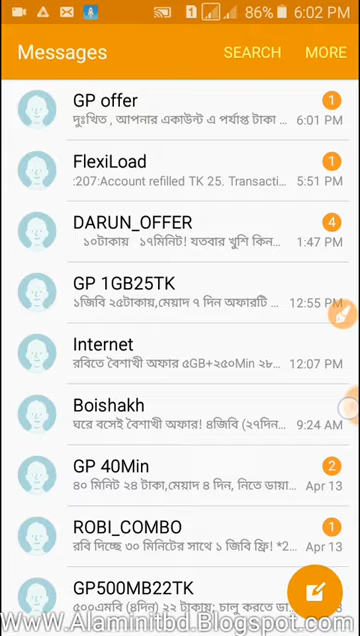 86% 6:02 PM
Messages SEARCH MORE
GP offer 1
দুঃখিত , আপনার একাউন্ট এ পর্যাপ্ত টাকা ... 6:01 PM
FlexiLoad 1
:207:Account refilled TK 25. Transacti... 5:51 PM
DARUN_OFFER 4
১০টাকায় ১৭মিনিট! যতবার খুশি কিন... 1:47 PM
GP 1GB25TK
১জিবি ২৫টাকায়,মেয়াদ ৭ দিন অফারটি ... 12:55 PM
Internet
রবিতে বৈশাখী অফার ৫GB+২৫০Min ২৮... 12:07 PM
Boishakh
ঘরে বসেই বৈশাখী অফার! ৪জিবি (২৭দিন... 9:24 AM
GP 40Min 2
৪০ মিনিট ২৪ টাকা,মেয়াদ ৪ দিন, নিতে ডায়া... Apr 13
ROBI_COMBO 1
রবি দিচ্ছে ৩০ মিনিটের সাথে ১ জিবি ফ্রি! *2... Apr 13
GP500MB22TK
৫০০এমবি (৪দিন) ২২ টাকায়; চালু করতে ডা...
www.Alaminitbd.Blogspot.com